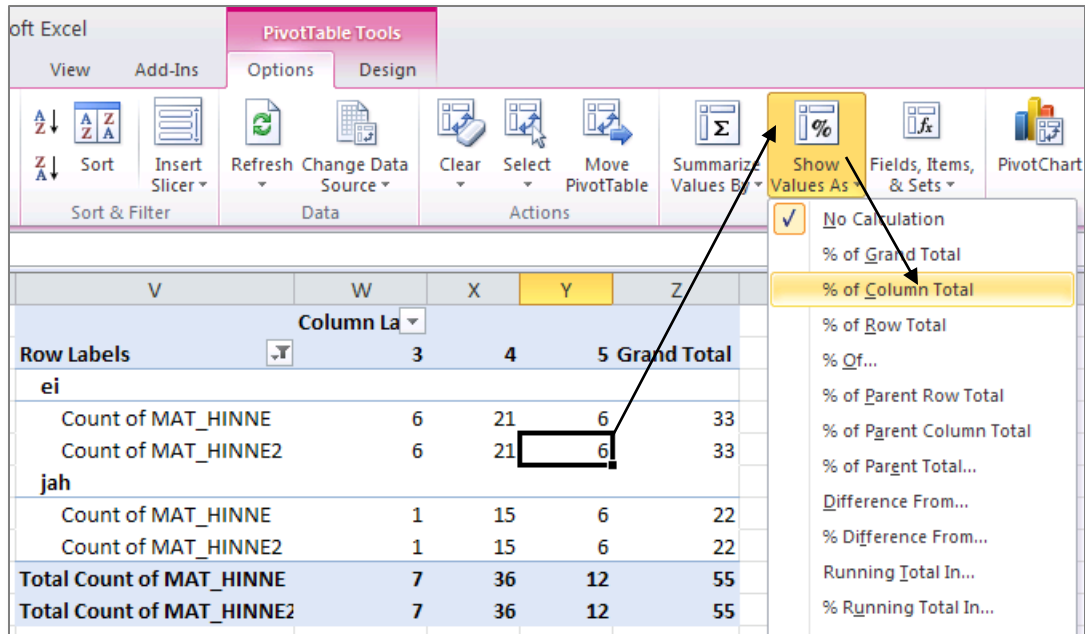 oft Excel
PivotTable Tools
View Add-Ins Options Design
Sort
Insert Slicer
Refresh
Change Data Source
Clear
Select
Move PivotTable
Summarize Values By
Show Values As
Fields, Items, & Sets
PivotChart
Sort & Filter
Data
Actions
No Calculation
% of Grand Total
% of Column Total
% of Row Total
% Of...
% of Parent Row Total
% of Parent Column Total
% of Parent Total...
Difference From...
% Difference From...
Running Total In...
% Running Total In...
V W X Y Z
Column La
Row Labels 3 4 5 Grand Total
ei
Count of MAT_HINNE 6 21 6 33
Count of MAT_HINNE2 6 21 6 33
jah
Count of MAT_HINNE 1 15 6 22
Count of MAT_HINNE2 1 15 6 22
Total Count of MAT_HINNE 7 36 12 55
Total Count of MAT_HINNE2 7 36 12 55